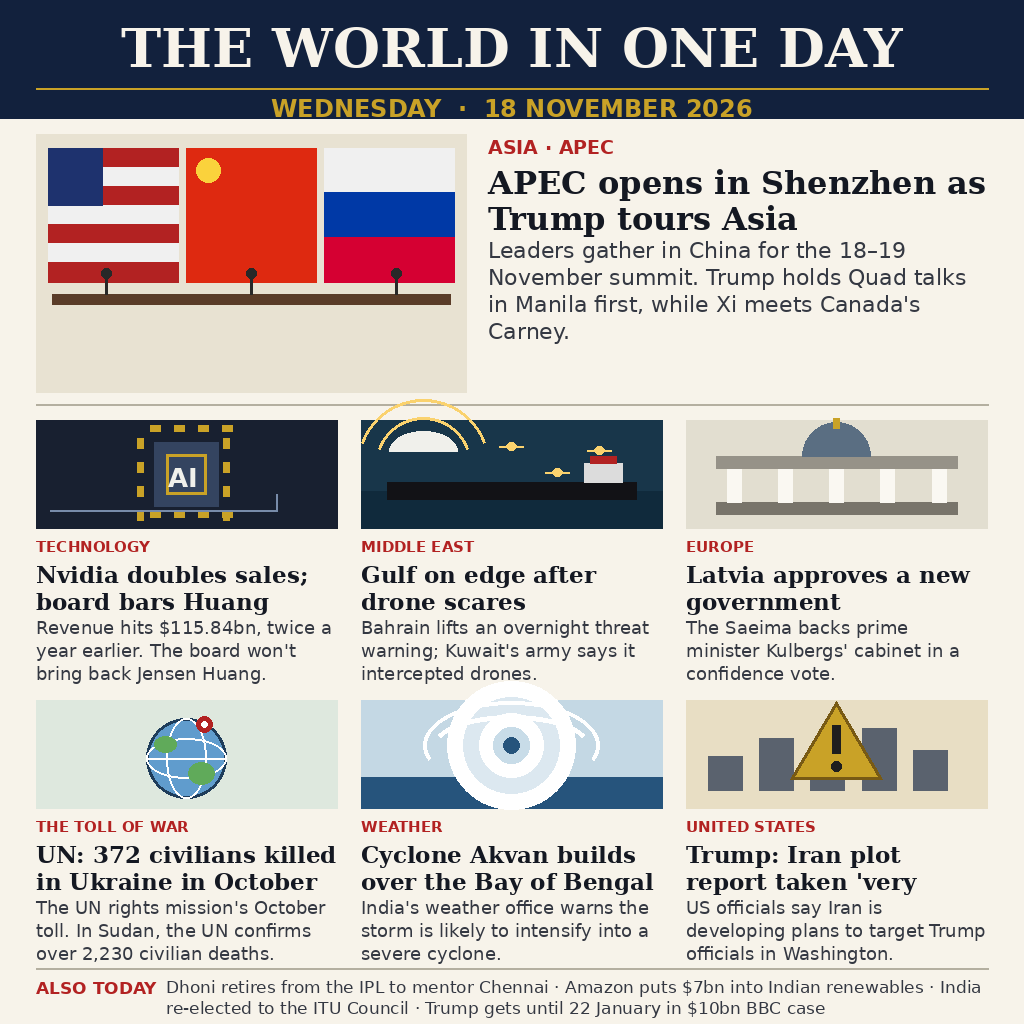 THE WORLD IN ONE DAY
WEDNESDAY · 18 NOVEMBER 2026
ASIA · APEC
APEC opens in Shenzhen as
Trump tours Asia
Leaders gather in China for the 18–19
November summit. Trump holds Quad talks
in Manila first, while Xi meets Canada's
Carney.
AI
TECHNOLOGY
Nvidia doubles sales;
board bars Huang
Revenue hits $115.84bn, twice a
year earlier. The board won't
bring back Jensen Huang.
MIDDLE EAST
Gulf on edge after
drone scares
Bahrain lifts an overnight threat
warning; Kuwait's army says it
intercepted drones.
EUROPE
Latvia approves a new
government
The Saeima backs prime
minister Kulbergs' cabinet in a
confidence vote.
THE TOLL OF WAR
UN: 372 civilians killed
in Ukraine in October
The UN rights mission's October
toll. In Sudan, the UN confirms
over 2,230 civilian deaths.
WEATHER
Cyclone Akvan builds
over the Bay of Bengal
India's weather office warns the
storm is likely to intensify into a
severe cyclone.
UNITED STATES
Trump: Iran plot
report taken 'very
US officials say Iran is
developing plans to target Trump
officials in Washington.
ALSO TODAY Dhoni retires from the IPL to mentor Chennai · Amazon puts $7bn into Indian renewables · India
re-elected to the ITU Council · Trump gets until 22 January in $10bn BBC case